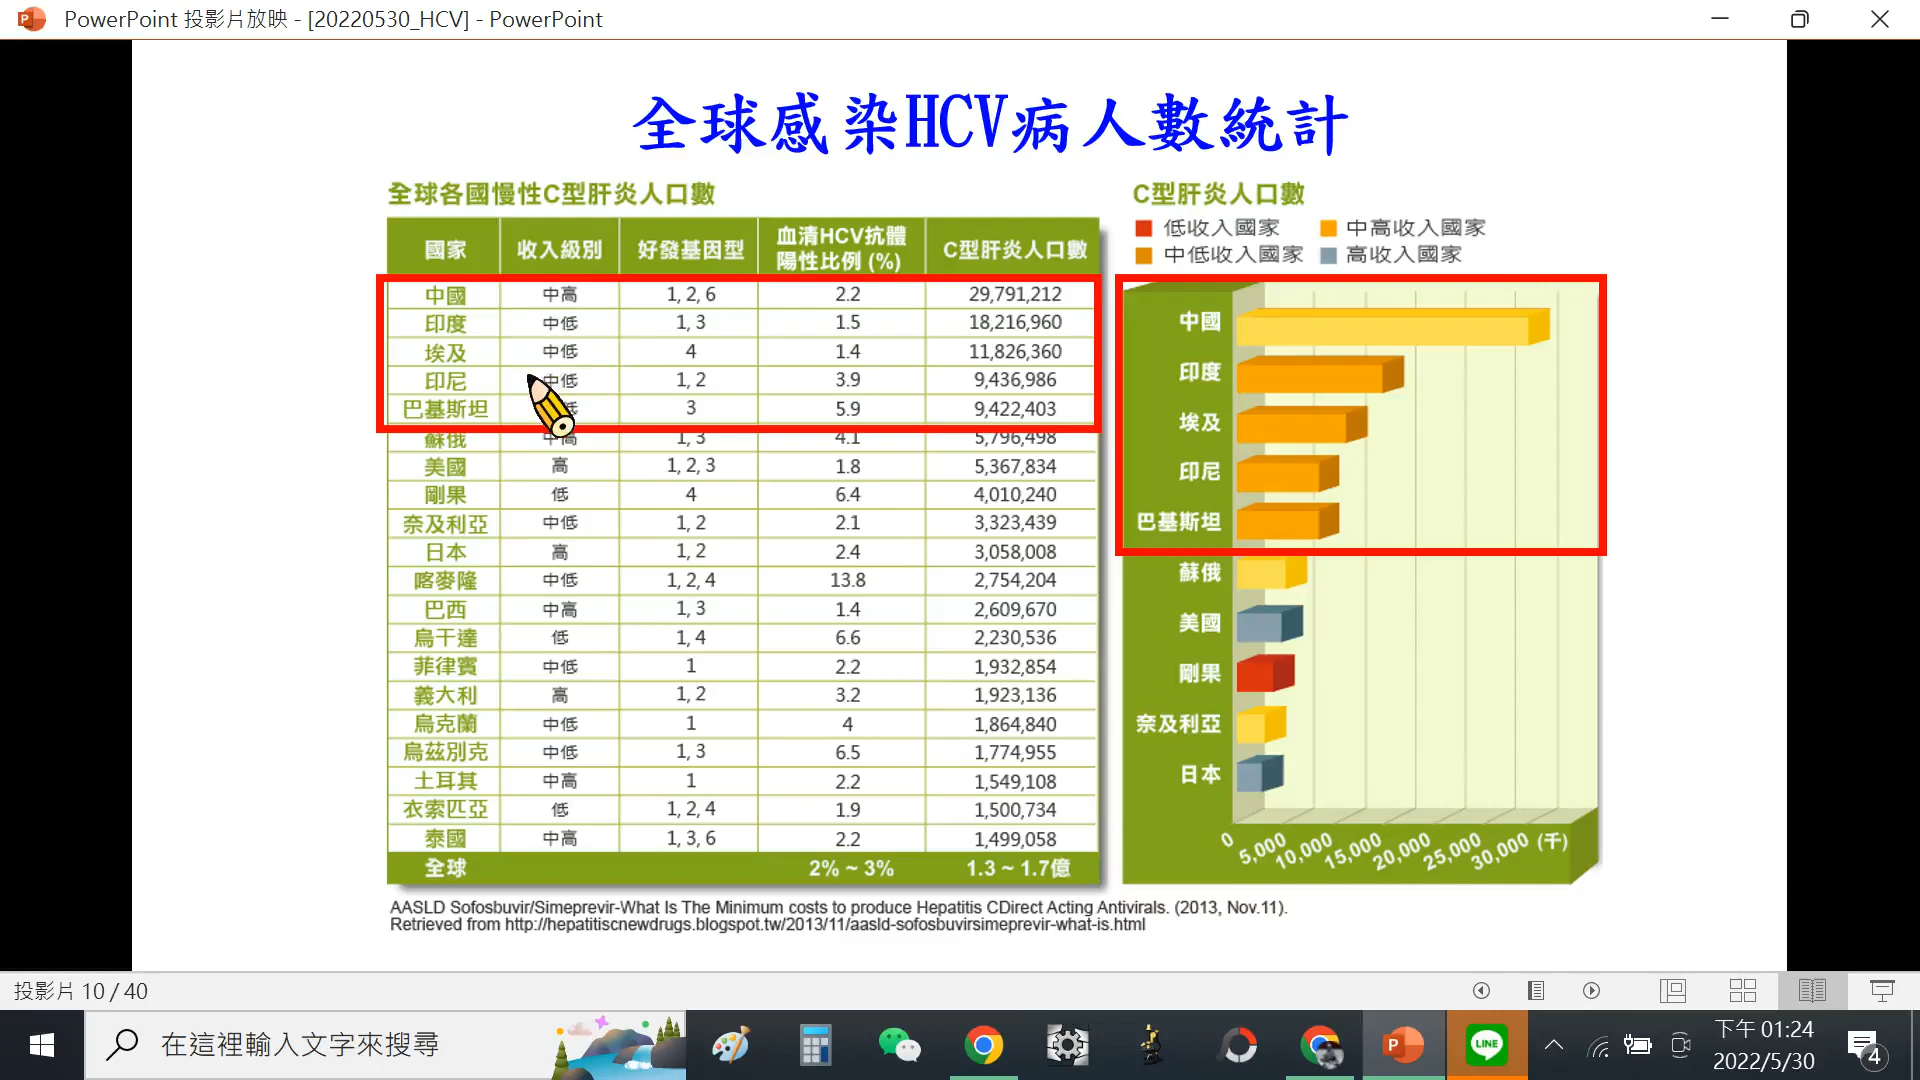 PowerPoint 投影片放映 - [20220530_HCV] - PowerPoint
全球感染HCV病人數統計
全球各國慢性C型肝炎人口數
國家 收入級別 好發基因型 血清HCV抗體陽性比例 (%) C型肝炎人口數
中國 中高 1, 2, 6 2.2 29,791,212
印度 中低 1, 3 1.5 18,216,960
埃及 中低 4 1.4 11,826,360
印尼 中低 1, 2 3.9 9,436,986
巴基斯坦 低 3 5.9 9,422,403
蘇俄 中高 1, 3 4.1 5,796,498
美國 高 1, 2, 3 1.8 5,367,834
剛果 低 4 6.4 4,010,240
奈及利亞 中低 1, 2 2.1 3,323,439
日本 高 1, 2 2.4 3,058,008
喀麥隆 中低 1, 2, 4 13.8 2,754,204
巴西 中高 1, 3 1.4 2,609,670
烏干達 低 1, 4 6.6 2,230,536
菲律賓 中低 1 2.2 1,932,854
義大利 高 1, 2 3.2 1,923,136
烏克蘭 中低 1 4 1,864,840
烏茲別克 中低 1, 3 6.5 1,774,955
土耳其 中高 1 2.2 1,549,108
衣索匹亞 低 1, 2, 4 1.9 1,500,734
泰國 中高 1, 3, 6 2.2 1,499,058
全球 2% ~ 3% 1.3 ~ 1.7億
C型肝炎人口數
低收入國家 中高收入國家
中低收入國家 高收入國家
中國
印度
埃及
印尼
巴基斯坦
蘇俄
美國
剛果
奈及利亞
日本
0 5,000 10,000 15,000 20,000 25,000 30,000 (千)
AASLD Sofosbuvir/Simeprevir-What Is The Minimum costs to produce Hepatitis CDirect Acting Antivirals. (2013, Nov.11).
Retrieved from http://hepatitiscnewdrugs.blogspot.tw/2013/11/aasld-sofosbuvirsimeprevir-what-is.html
投影片 10 / 40
在這裡輸入文字來搜尋
LINE
下午 01:24
2022/5/30
4